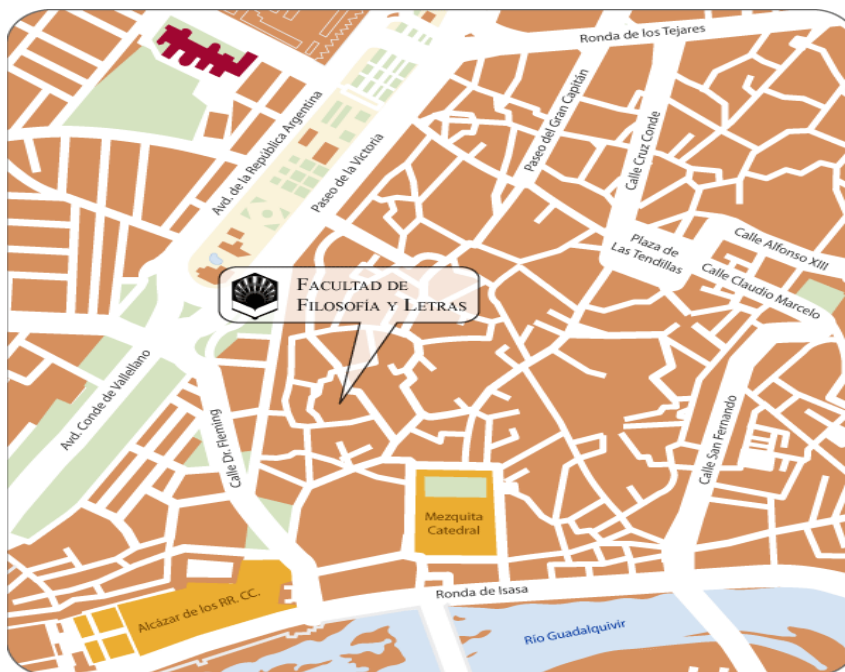 Ronda de los Tejares
Paseo del Gran Capitán
Calle Cruz Conde
Avd. de la República Argentina
Paseo de la Victoria
Plaza de
Las Tendillas
Calle Alfonso XIII
Calle Claudio Marcelo
FACULTAD DE
FILOSOFÍA Y LETRAS
Avd. Conde de Vallellano
Calle Dr. Fleming
Calle San Fernando
Mezquita
Catedral
Alcázar de los RR. CC.
Ronda de Isasa
Río Guadalquivir